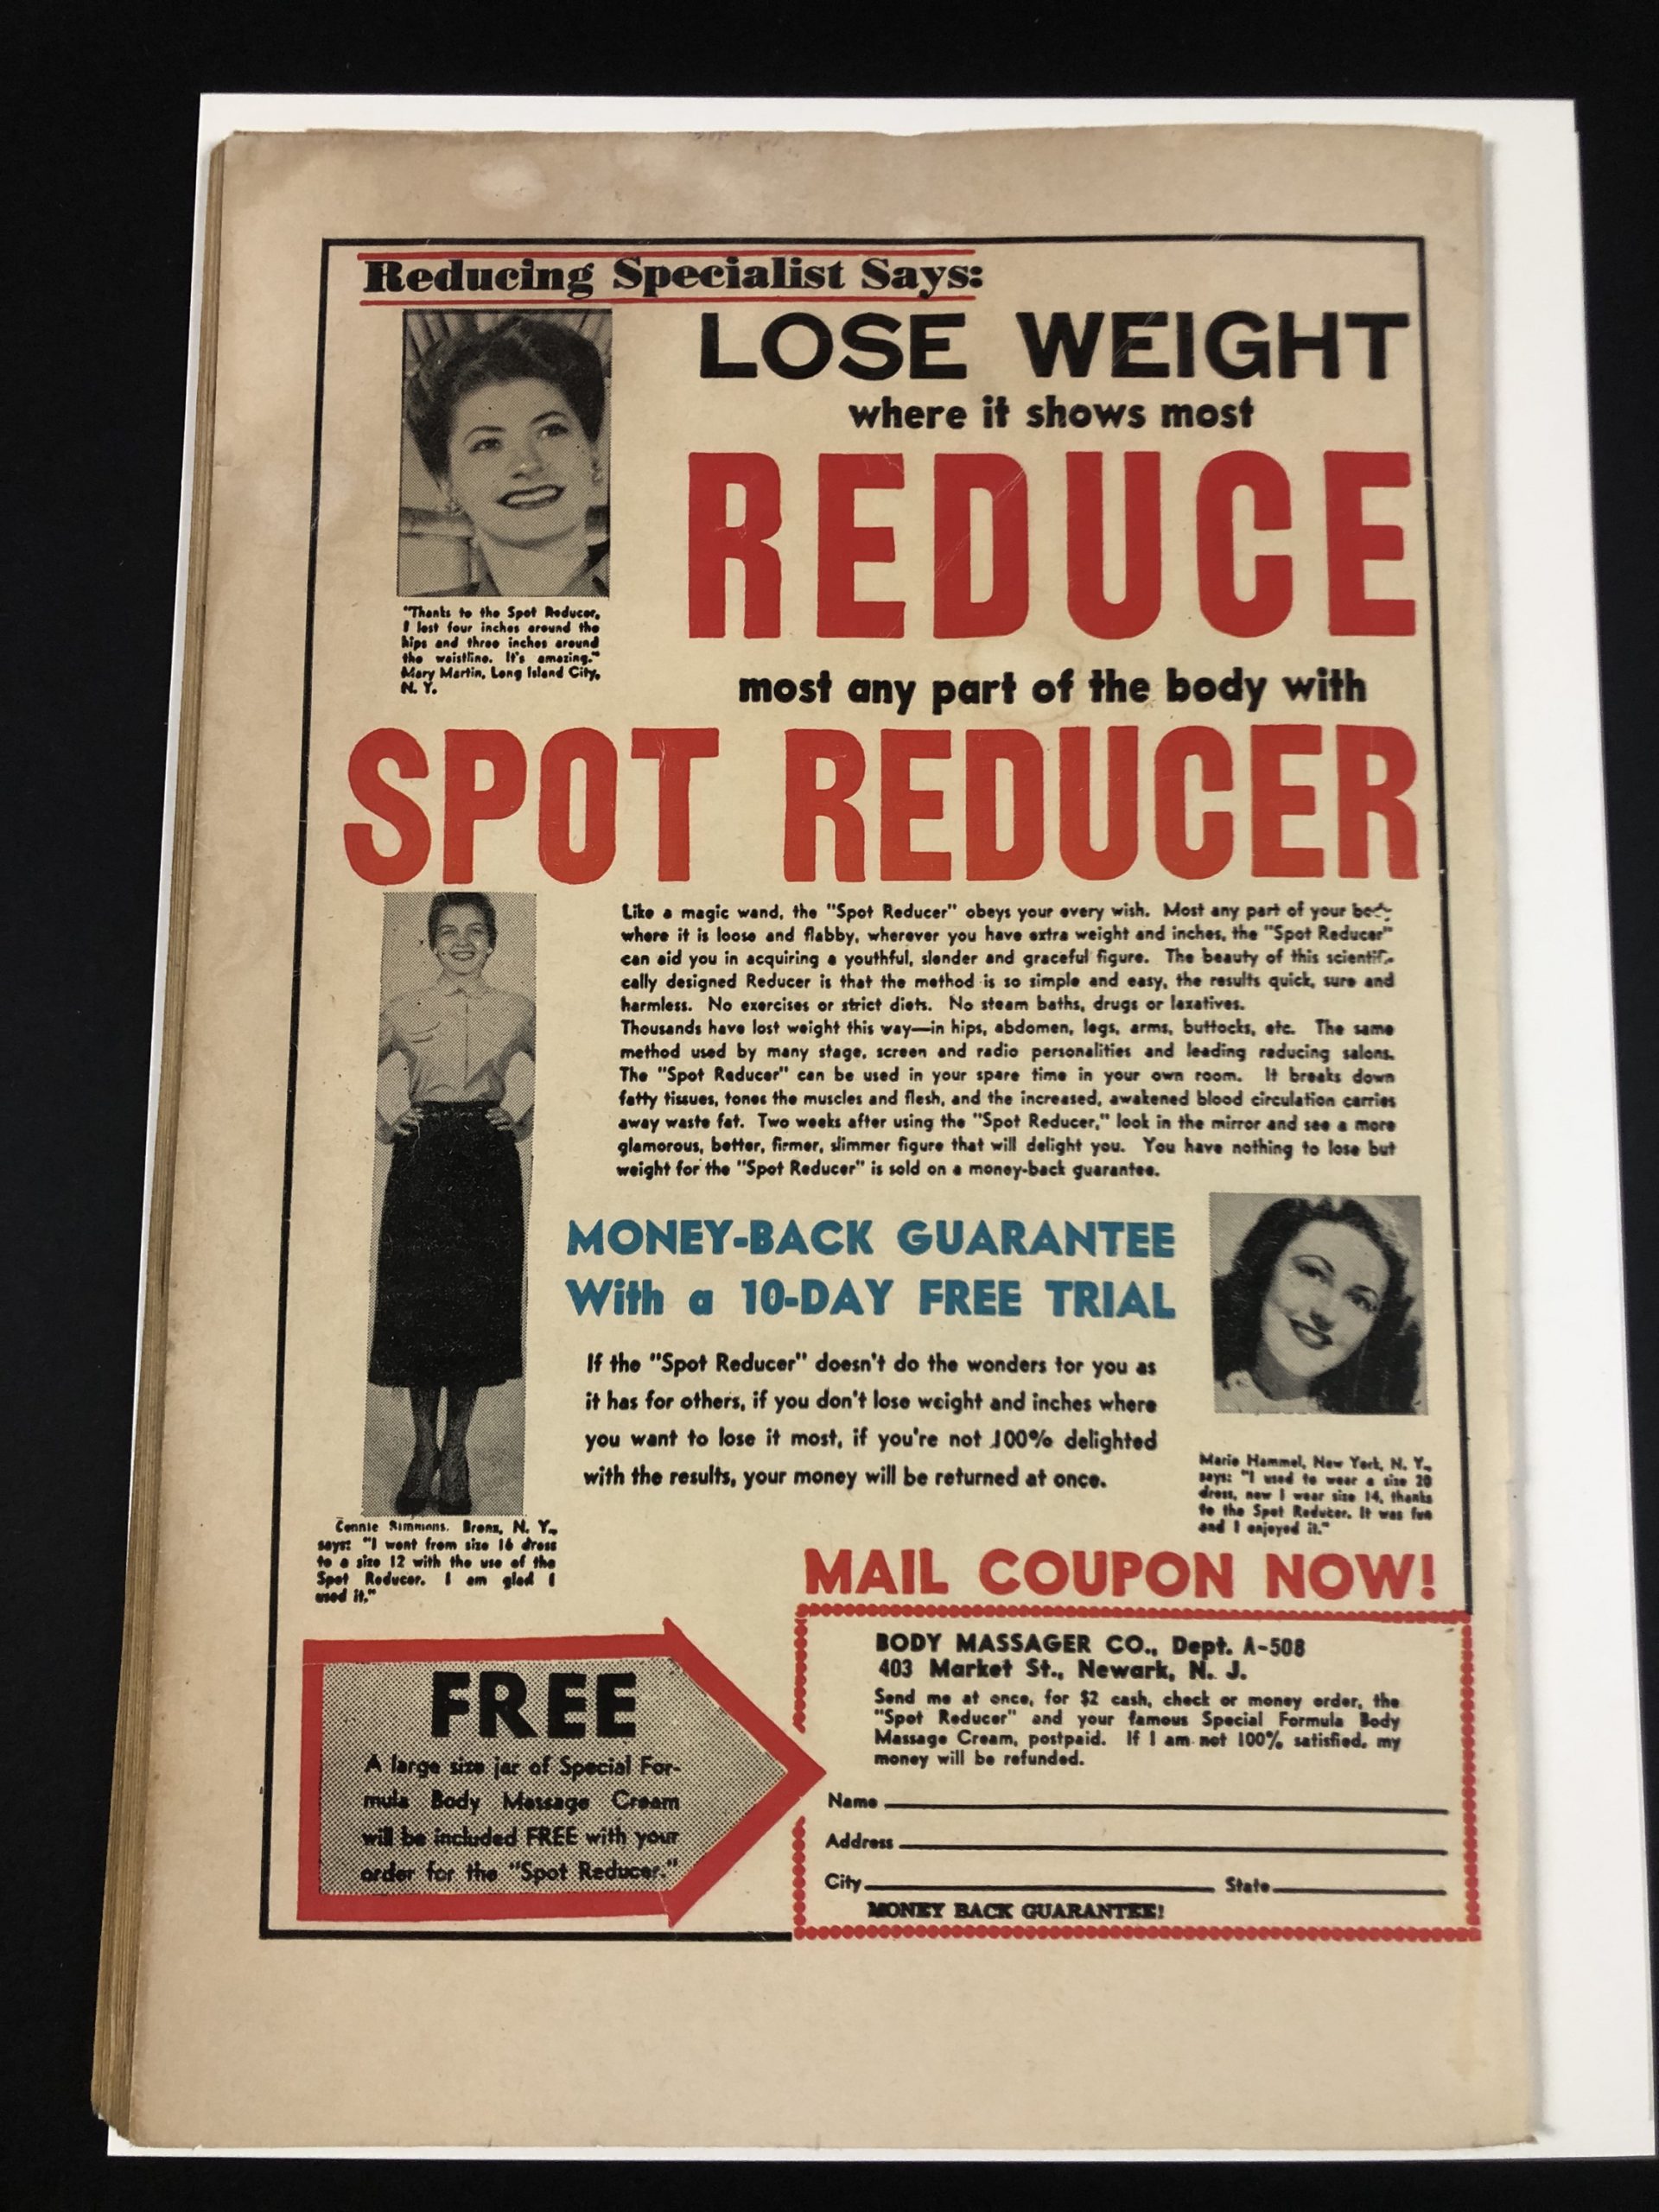 Reducing Specialist Says:
LOSE WEIGHT
where it shows most
REDUCE
most any part of the body with
SPOT REDUCER
"Thanks to the Spot Reducer,
I lost four inches around the
hips and three inches around
the waistline. It's amazing."
Mary Martin, Long Island City,
N. Y.
Like a magic wand, the "Spot Reducer" obeys your every wish. Most any part of your body
where it is loose and flabby, wherever you have extra weight and inches, the "Spot Reducer"
can aid you in acquiring a youthful, slender and graceful figure. The beauty of this scientifi-
cally designed Reducer is that the method is so simple and easy, the results quick, sure and
harmless. No exercises or strict diets. No steam baths, drugs or laxatives.
Thousands have lost weight this way—in hips, abdomen, legs, arms, buttocks, etc. The same
method used by many stage, screen and radio personalities and leading reducing salons.
The "Spot Reducer" can be used in your spare time in your own room. It breaks down
fatty tissues, tones the muscles and flesh, and the increased, awakened blood circulation carries
away waste fat. Two weeks after using the "Spot Reducer," look in the mirror and see a more
glamorous, better, firmer, slimmer figure that will delight you. You have nothing to lose but
weight for the "Spot Reducer" is sold on a money-back guarantee.
MONEY-BACK GUARANTEE
With a 10-DAY FREE TRIAL
If the "Spot Reducer" doesn't do the wonders for you as
it has for others, if you don't lose weight and inches where
you want to lose it most, if you're not 100% delighted
with the results, your money will be returned at once.
Marie Hammel, New York, N. Y.,
says: "I used to wear a size 20
dress, now I wear size 14, thanks
to the Spot Reducer. It was fun
and I enjoyed it."
Connie Simmons, Bronx, N. Y.,
says: "I went from size 16 dress
to a size 12 with the use of the
Spot Reducer. I am glad I
used it."
MAIL COUPON NOW!
FREE
A large size jar of Special For-
mula Body Massage Cream
will be included FREE with your
order for the "Spot Reducer."
BODY MASSAGER CO., Dept. A-508
403 Market St., Newark, N. J.
Send me at once, for $2 cash, check or money order, the
"Spot Reducer" and your famous Special Formula Body
Massage Cream, postpaid. If I am not 100% satisfied, my
money will be refunded.
Name
Address
City State
MONEY BACK GUARANTEE!